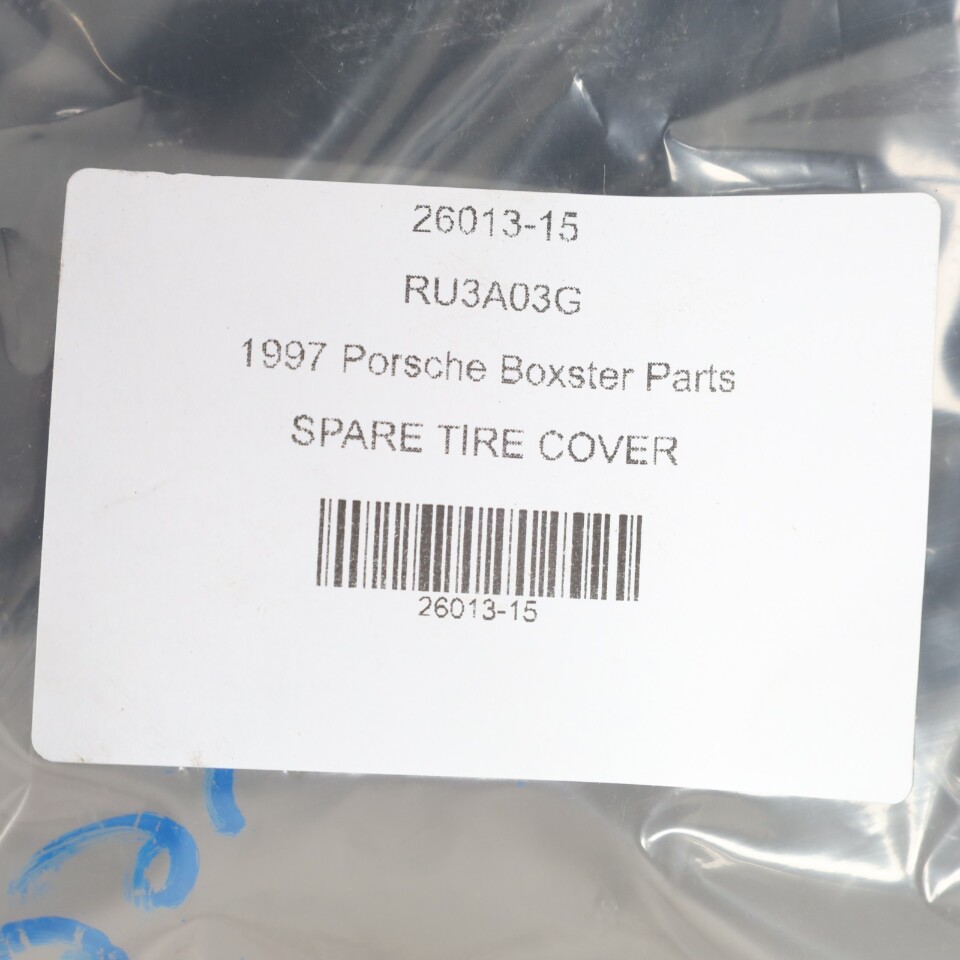 26013-15
RU3A03G
1997 Porsche Boxster Parts
SPARE TIRE COVER
26013-15